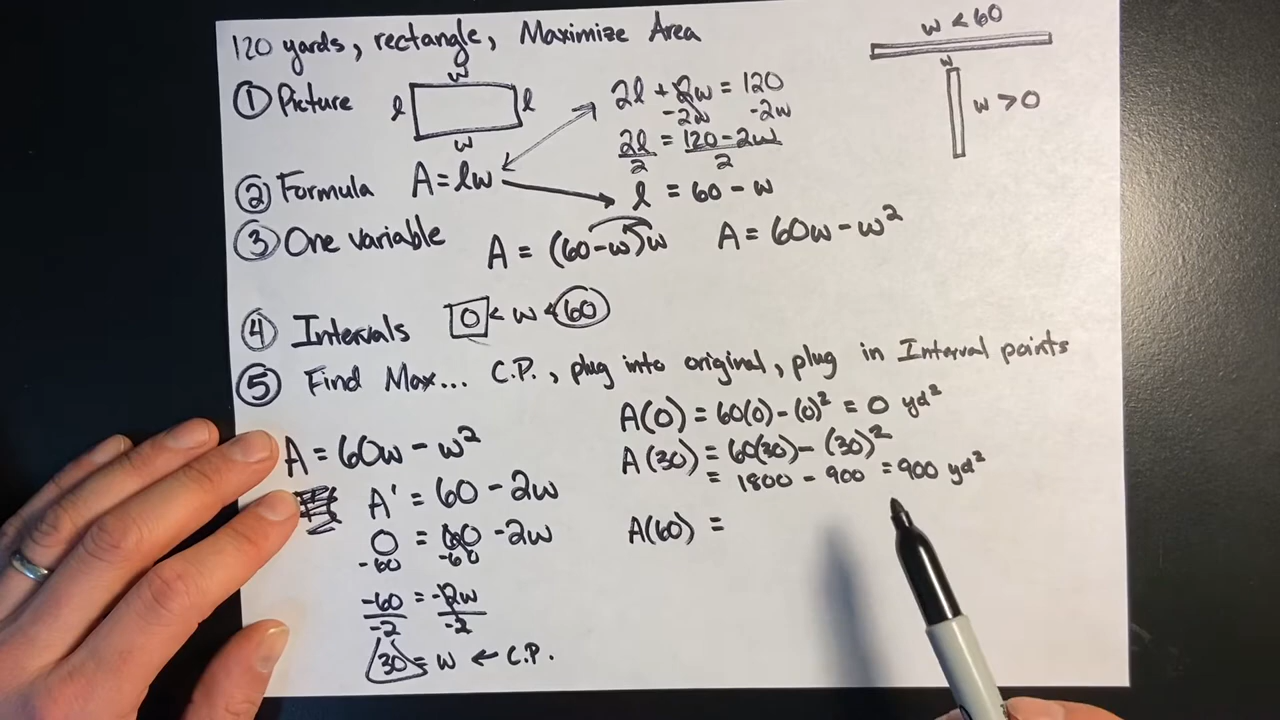 120 yards, rectangle, Maximize Area
w < 60
w
w > 0
① Picture
w
l
l
w
2l + 2w = 120
-2w -2w
2l = 120 - 2w
2 2
② Formula A = lw
l = 60 - w
③ One variable A = (60-w)w A = 60w - w²
④ Intervals 0 < w < 60
⑤ Find Max... C.P., plug into original, plug in Interval points
A = 60w - w²
A' = 60 - 2w
0 = 60 - 2w
-60 -60
-60 = -2w
-2 -2
30 = w ← C.P.
A(0) = 60(0) - (0)² = 0 yd²
A(30) = 60(30) - (30)²
= 1800 - 900 = 900 yd²
A(60) =